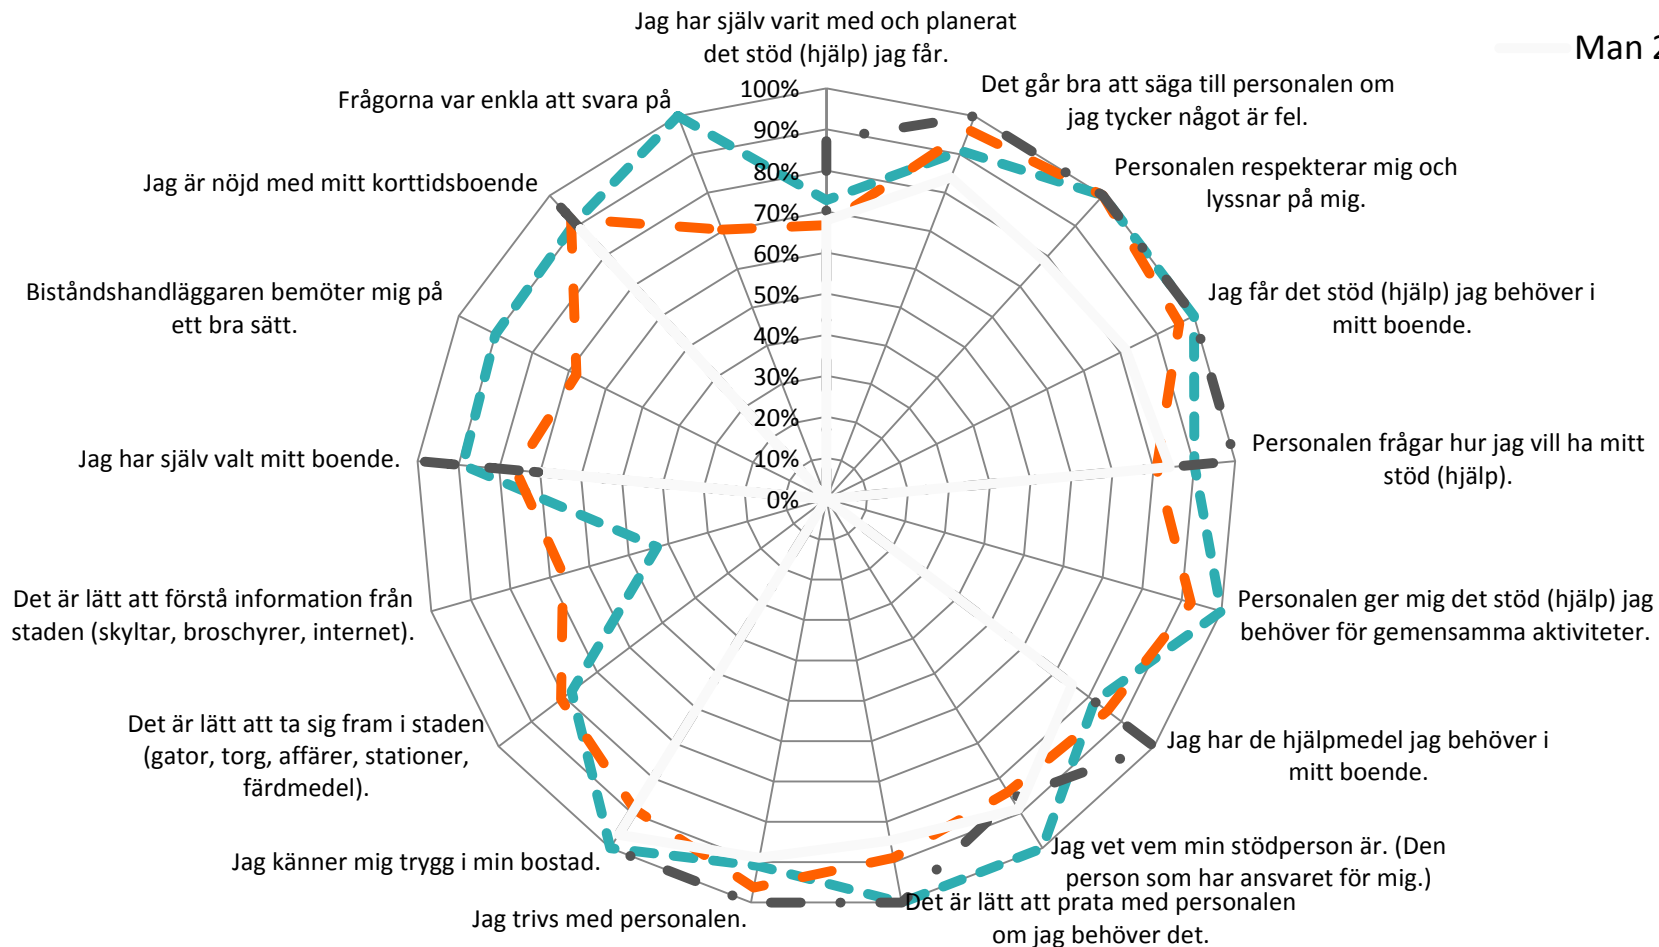 Jag har själv varit med och planerat
det stöd (hjälp) jag får.
Man 2
Det går bra att säga till personalen om
jag tycker något är fel.
Personalen respekterar mig och
lyssnar på mig.
Jag får det stöd (hjälp) jag behöver i
mitt boende.
Personalen frågar hur jag vill ha mitt
stöd (hjälp).
Personalen ger mig det stöd (hjälp) jag
behöver för gemensamma aktiviteter.
Jag har de hjälpmedel jag behöver i
mitt boende.
Jag vet vem min stödperson är. (Den
person som har ansvaret för mig.)
Det är lätt att prata med personalen
om jag behöver det.
Jag trivs med personalen.
Jag känner mig trygg i min bostad.
Det är lätt att ta sig fram i staden
(gator, torg, affärer, stationer,
färdmedel).
Det är lätt att förstå information från
staden (skyltar, broschyrer, internet).
Jag har själv valt mitt boende.
Biståndshandläggaren bemöter mig på
ett bra sätt.
Jag är nöjd med mitt korttidsboende
Frågorna var enkla att svara på
100%
90%
80%
70%
60%
50%
40%
30%
20%
10%
0%